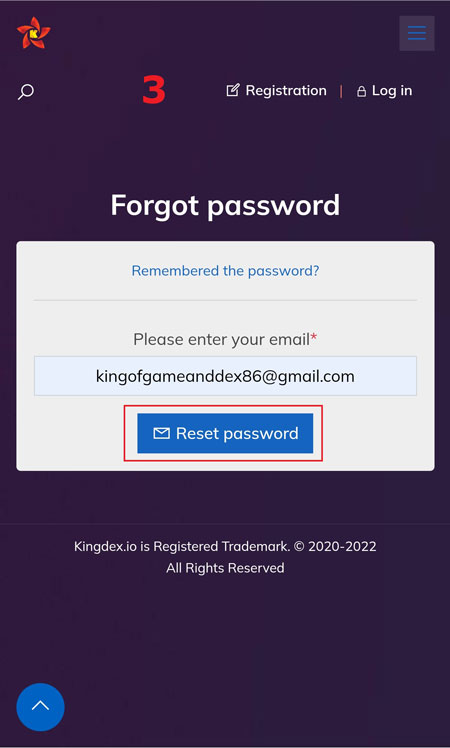 K
3
Registration | Log in
Forgot password
Remembered the password?
Please enter your email*
kingofgameanddex86@gmail.com
Reset password
Kingdex.io is Registered Trademark. © 2020-2022
All Rights Reserved